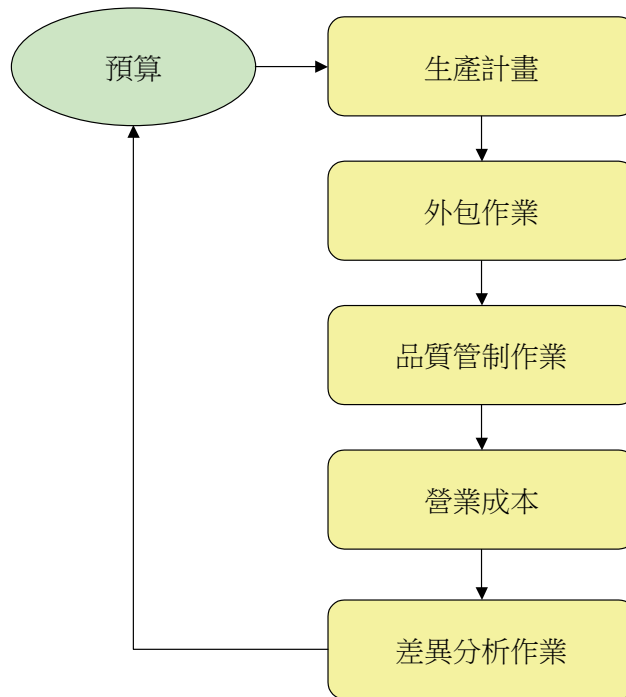 預算
生產計畫
外包作業
品質管制作業
營業成本
差異分析作業